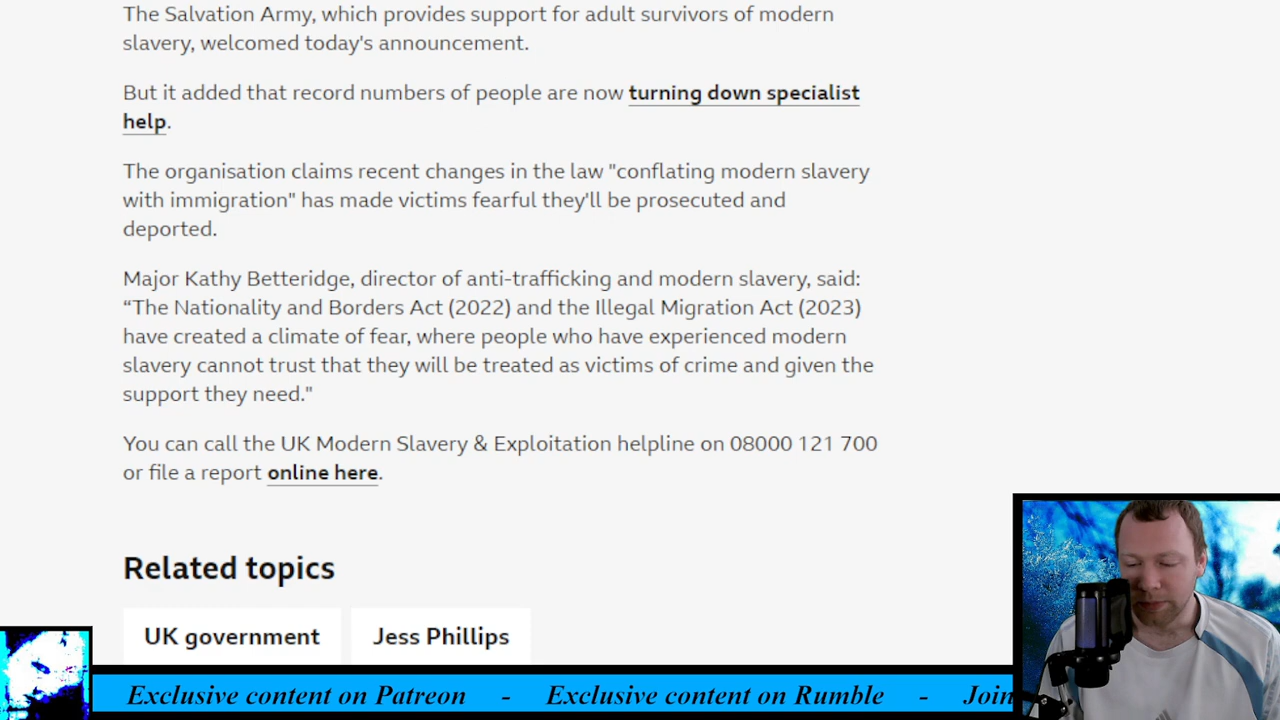 The Salvation Army, which provides support for adult survivors of modern
slavery, welcomed today's announcement.
But it added that record numbers of people are now turning down specialist
help.
The organisation claims recent changes in the law "conflating modern slavery
with immigration" has made victims fearful they'll be prosecuted and
deported.
Major Kathy Betteridge, director of anti-trafficking and modern slavery, said:
“The Nationality and Borders Act (2022) and the Illegal Migration Act (2023)
have created a climate of fear, where people who have experienced modern
slavery cannot trust that they will be treated as victims of crime and given the
support they need."
You can call the UK Modern Slavery & Exploitation helpline on 08000 121 700
or file a report online here.
Related topics
UK government
Jess Phillips
Exclusive content on Patreon - Exclusive content on Rumble - Join